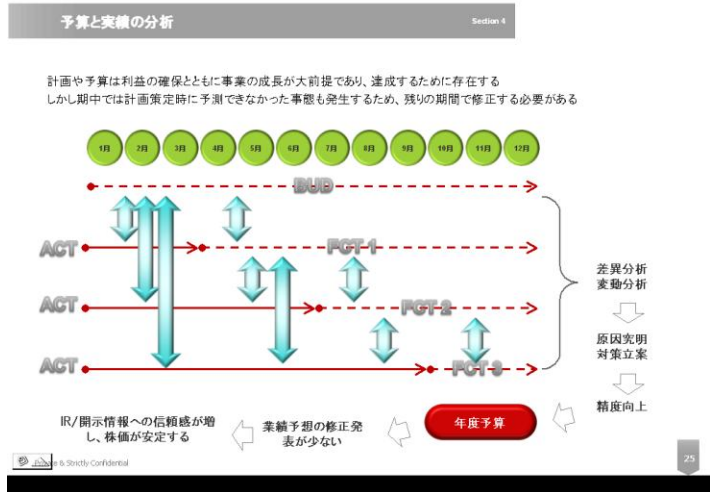 予算と実績の分析
Section 4
計画や予算は利益の確保とともに事業の成長が大前提であり、達成するために存在する
しかし期中では計画策定時に予測できなかった事態も発生するため、残りの期間で修正する必要がある
1月 2月 3月 4月 5月 6月 7月 8月 9月 10月 11月 12月
BUD
ACT FCT 1
ACT FCT 2
ACT FCT 3
差異分析
変動分析
原因究明
対策立案
精度向上
年度予算
業績予想の修正発
表が少ない
IR/開示情報への信頼感が増
し、株価が安定する
& Strictly Confidential
25